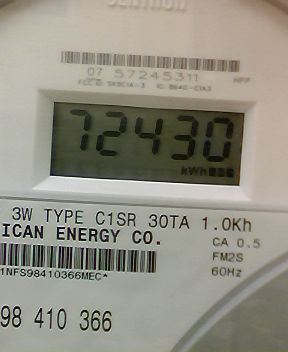 CENTRON
07 57245311
72430
kWh
3W TYPE C1SR 30TA 1.0Kh
ICAN ENERGY CO.
CA 0.5
FM2S
60Hz
1NFS98410366MEC*
98 410 366